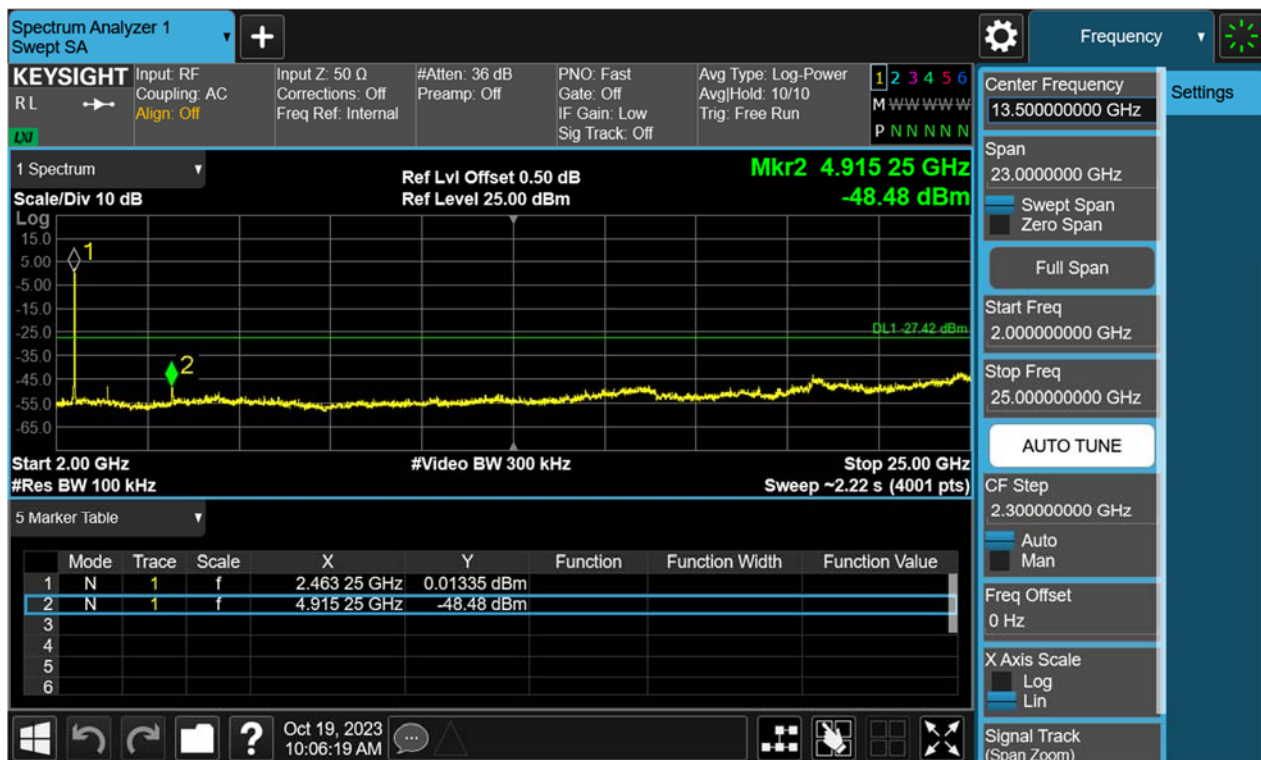 Spectrum Analyzer 1
Swept SA
+
Frequency
KEYSIGHT
R L
LXI
Input: RF
Coupling: AC
Align: Off
Input Z: 50 Ω
Corrections: Off
Freq Ref: Internal
#Atten: 36 dB
Preamp: Off
PNO: Fast
Gate: Off
IF Gain: Low
Sig Track: Off
Avg Type: Log-Power
Avg|Hold: 10/10
Trig: Free Run
1 2 3 4 5 6
M W W W W W
P N N N N N
1 Spectrum
Scale/Div 10 dB
Ref Lvl Offset 0.50 dB
Ref Level 25.00 dBm
Mkr2 4.915 25 GHz
-48.48 dBm
Log
15.0
5.00
-5.00
-15.0
-25.0
-35.0
-45.0
-55.0
-65.0
1
2
DL1 -27.42 dBm
Start 2.00 GHz
#Res BW 100 kHz
#Video BW 300 kHz
Stop 25.00 GHz
Sweep ~2.22 s (4001 pts)
5 Marker Table
Mode Trace Scale X Y Function Function Width Function Value
1 N 1 f 2.463 25 GHz 0.01335 dBm
2 N 1 f 4.915 25 GHz -48.48 dBm
3
4
5
6
?
Oct 19, 2023
10:06:19 AM
Center Frequency
13.500000000 GHz
Settings
Span
23.0000000 GHz
Swept Span
Zero Span
Full Span
Start Freq
2.000000000 GHz
Stop Freq
25.000000000 GHz
AUTO TUNE
CF Step
2.300000000 GHz
Auto
Man
Freq Offset
0 Hz
X Axis Scale
Log
Lin
Signal Track
(Span Zoom)